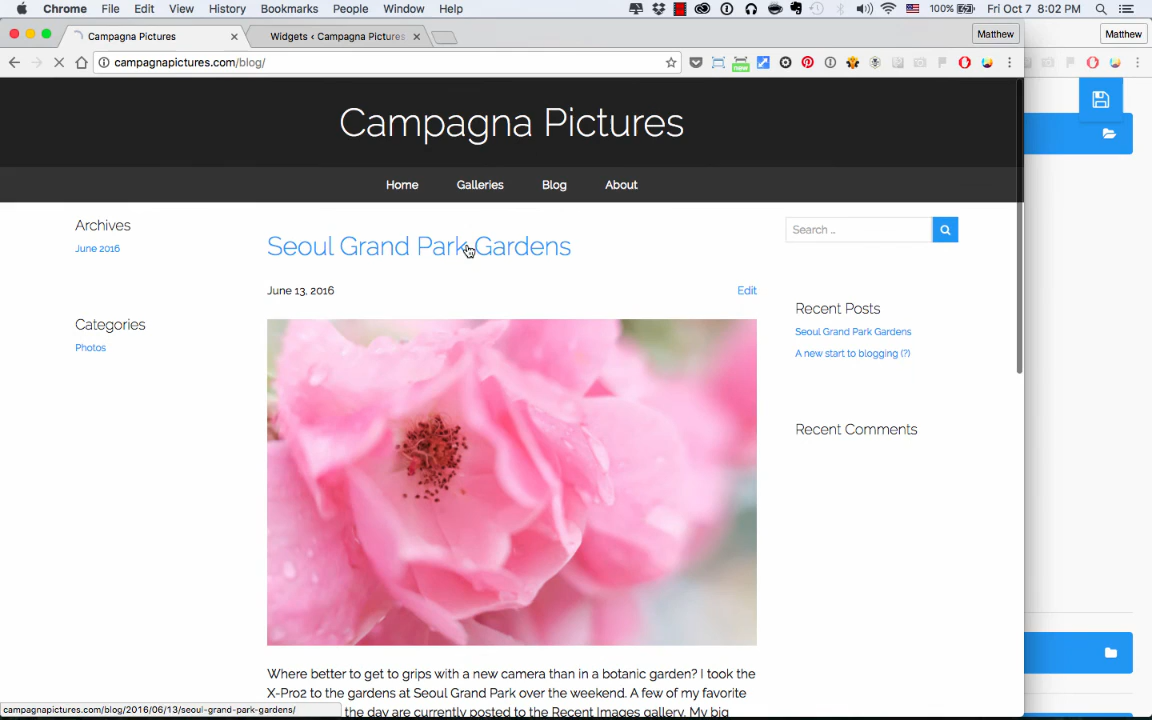 Chrome File Edit View History Bookmarks People Window Help 100% Fri Oct 7 8:02 PM
Campagna Pictures Widgets ‹ Campagna Pictures Matthew Matthew
campagnapictures.com/blog/
Campagna Pictures
Home Galleries Blog About
Archives
June 2016
Categories
Photos
Seoul Grand Park Gardens
June 13, 2016 Edit
Where better to get to grips with a new camera than in a botanic garden? I took the
X-Pro2 to the gardens at Seoul Grand Park over the weekend. A few of my favorite
the day are currently posted to the Recent Images gallery. My big
Search ..
Recent Posts
Seoul Grand Park Gardens
A new start to blogging (?)
Recent Comments
campagnapictures.com/blog/2016/06/13/seoul-grand-park-gardens/